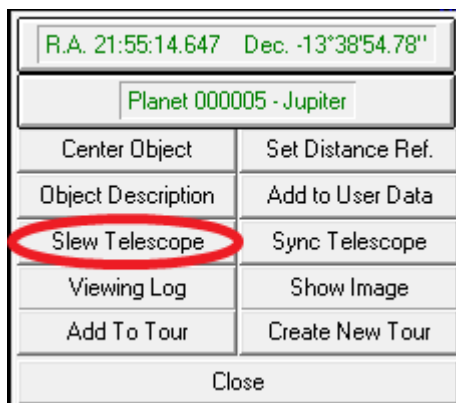 R.A. 21:55:14.647 Dec. -13°38'54.78"
Planet 000005 - Jupiter
Center Object Set Distance Ref.
Object Description Add to User Data
Slew Telescope Sync Telescope
Viewing Log Show Image
Add To Tour Create New Tour
Close